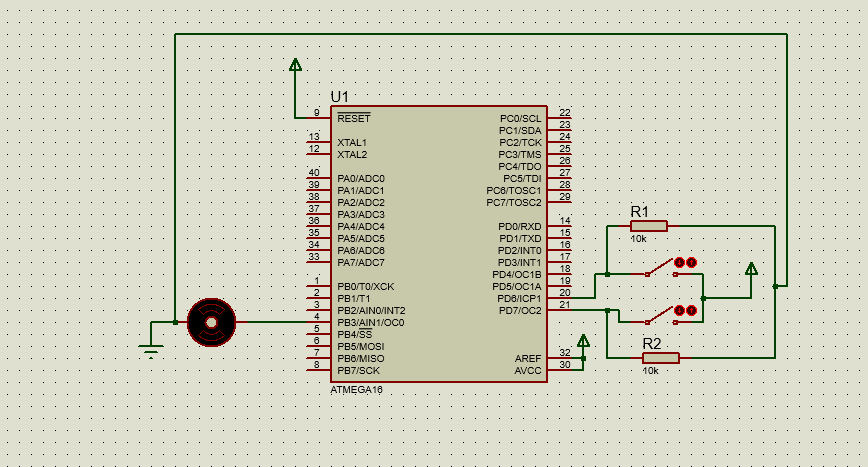 U1
9 RESET
13 XTAL1
12 XTAL2
40 PA0/ADC0
39 PA1/ADC1
38 PA2/ADC2
37 PA3/ADC3
36 PA4/ADC4
35 PA5/ADC5
34 PA6/ADC6
33 PA7/ADC7
1 PB0/T0/XCK
2 PB1/T1
3 PB2/AIN0/INT2
4 PB3/AIN1/OC0
5 PB4/SS
6 PB5/MOSI
7 PB6/MISO
8 PB7/SCK
PC0/SCL 22
PC1/SDA 23
PC2/TCK 24
PC3/TMS 25
PC4/TDO 26
PC5/TDI 27
PC6/TOSC1 28
PC7/TOSC2 29
PD0/RXD 14
PD1/TXD 15
PD2/INT0 16
PD3/INT1 17
PD4/OC1B 18
PD5/OC1A 19
PD6/ICP1 20
PD7/OC2 21
AREF 32
AVCC 30
ATMEGA16
R1
10k
R2
10k